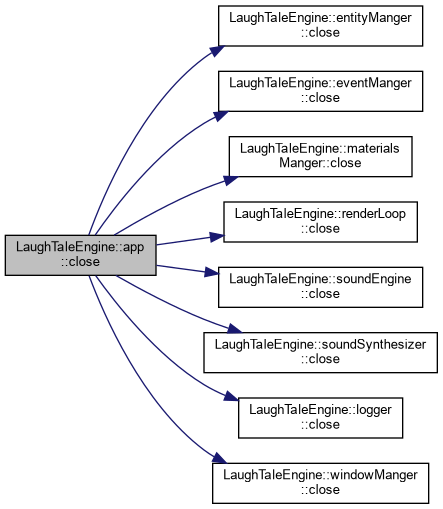 LaughTaleEngine::entityManger
::close
LaughTaleEngine::eventManger
::close
LaughTaleEngine::materials
Manger::close
LaughTaleEngine::renderLoop
::close
LaughTaleEngine::app
::close
LaughTaleEngine::soundEngine
::close
LaughTaleEngine::soundSynthesizer
::close
LaughTaleEngine::logger
::close
LaughTaleEngine::windowManger
::close